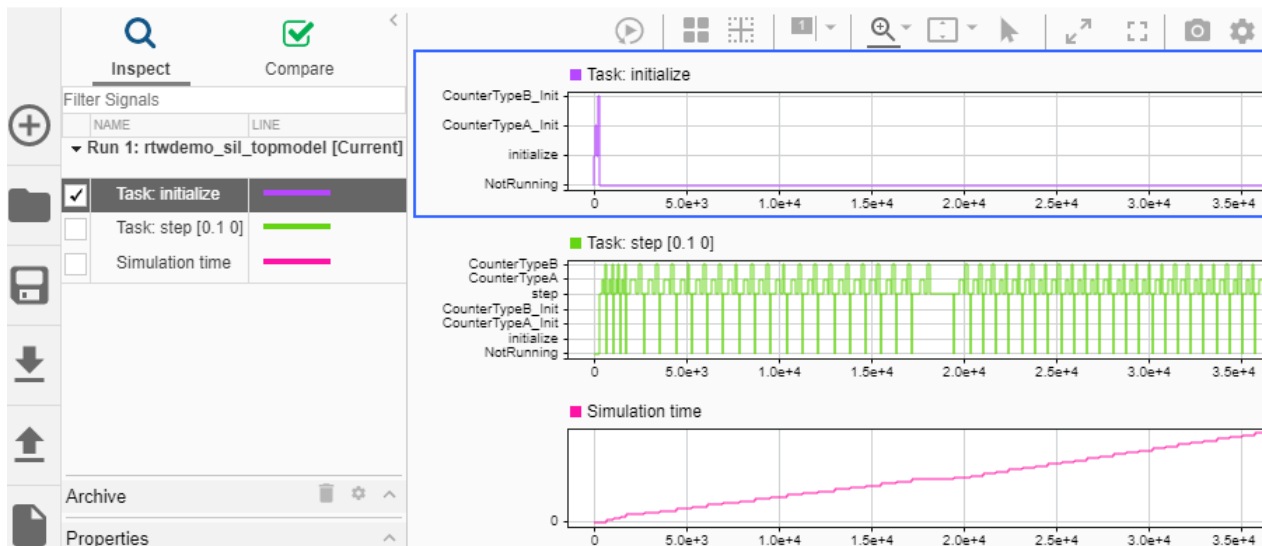 Inspect
Compare
Filter Signals
NAME LINE
Run 1: rtwdemo_sil_topmodel [Current]
Task: initialize
Task: step [0.1 0]
Simulation time
Archive
Properties
1
Task: initialize
CounterTypeB_Init
CounterTypeA_Init
initialize
NotRunning
0 5.0e+3 1.0e+4 1.5e+4 2.0e+4 2.5e+4 3.0e+4 3.5e+4
Task: step [0.1 0]
CounterTypeB
CounterTypeA
step
CounterTypeB_Init
CounterTypeA_Init
initialize
NotRunning
0 5.0e+3 1.0e+4 1.5e+4 2.0e+4 2.5e+4 3.0e+4 3.5e+4
Simulation time
0
0 5.0e+3 1.0e+4 1.5e+4 2.0e+4 2.5e+4 3.0e+4 3.5e+4